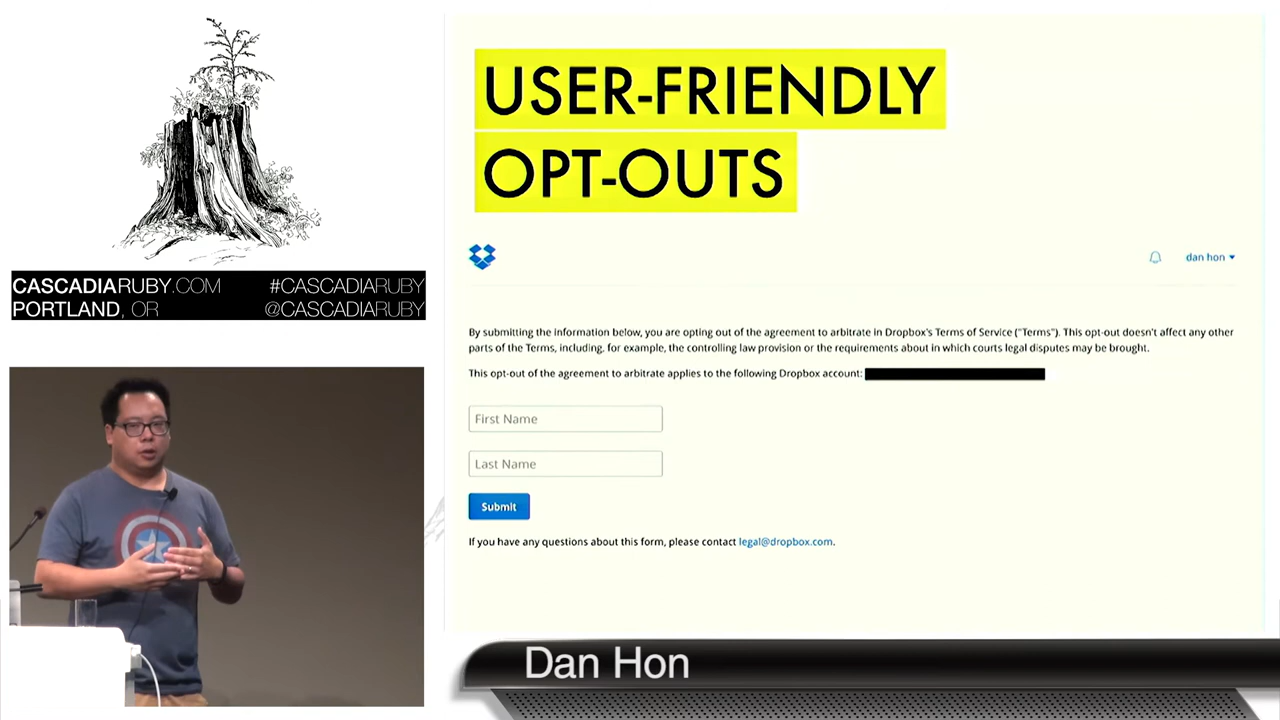 USER-FRIENDLY
OPT-OUTS
CASCADIARUBY.COM #CASCADIARUBY
PORTLAND, OR @CASCADIARUBY
dan hon
By submitting the information below, you are opting out of the agreement to arbitrate in Dropbox's Terms of Service ("Terms"). This opt-out doesn't affect any other
parts of the Terms, including, for example, the controlling law provision or the requirements about in which courts legal disputes may be brought.
This opt-out of the agreement to arbitrate applies to the following Dropbox account:
First Name
Last Name
Submit
If you have any questions about this form, please contact legal@dropbox.com.
Dan Hon